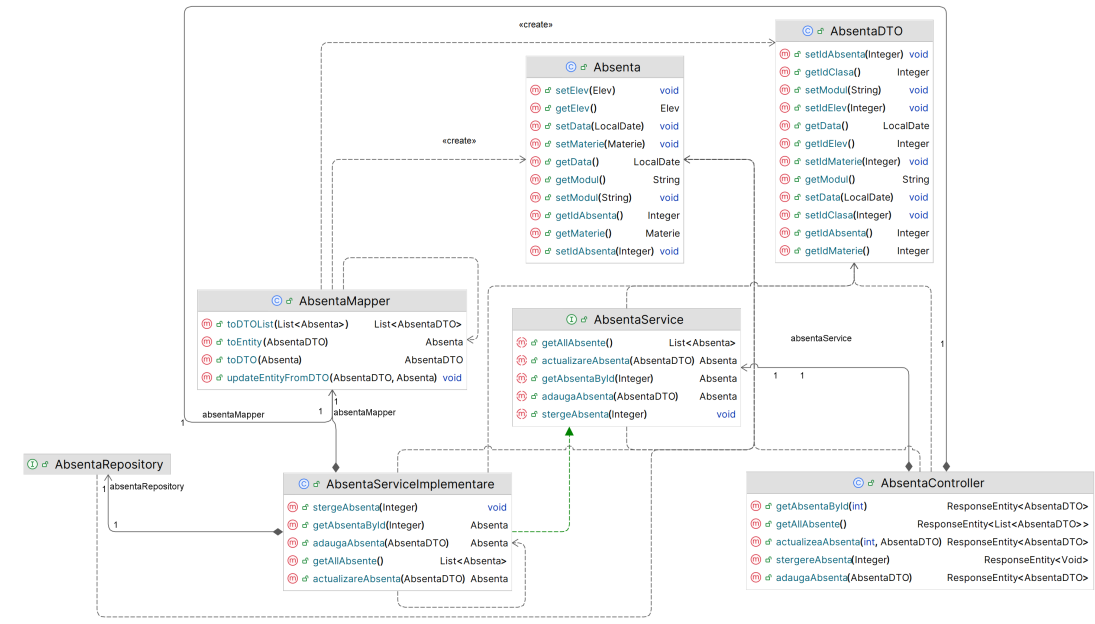 «create»
AbsentaDTO
setIdAbsenta(Integer) void
getIdClasa() Integer
setModul(String) void
setIdElev(Integer) void
getData() LocalDate
getIdElev() Integer
setIdMaterie(Integer) void
getModul() String
setData(LocalDate) void
setIdClasa(Integer) void
getIdAbsenta() Integer
getIdMaterie() Integer
Absenta
setElev(Elev) void
getElev() Elev
setData(LocalDate) void
setMaterie(Materie) void
getData() LocalDate
getModul() String
setModul(String) void
getIdAbsenta() Integer
getMaterie() Materie
setIdAbsenta(Integer) void
«create»
AbsentaMapper
toDTOList(List<Absenta>) List<AbsentaDTO>
toEntity(AbsentaDTO) Absenta
toDTO(Absenta) AbsentaDTO
updateEntityFromDTO(AbsentaDTO, Absenta) void
AbsentaService
getAllAbsente() List<Absenta>
actualizareAbsenta(AbsentaDTO) Absenta
getAbsentaById(Integer) Absenta
adaugaAbsenta(AbsentaDTO) Absenta
stergeAbsenta(Integer) void
absentaService
1
1 1
1
absentaMapper 1 absentaMapper
1
AbsentaRepository
1 absentaRepository
1
AbsentaServiceImplementare
stergeAbsenta(Integer) void
getAbsentaById(Integer) Absenta
adaugaAbsenta(AbsentaDTO) Absenta
getAllAbsente() List<Absenta>
actualizareAbsenta(AbsentaDTO) Absenta
AbsentaController
getAbsentaById(int) ResponseEntity<AbsentaDTO>
getAllAbsente() ResponseEntity<List<AbsentaDTO>>
actualizeaAbsenta(int, AbsentaDTO) ResponseEntity<AbsentaDTO>
stergereAbsenta(Integer) ResponseEntity<Void>
adaugaAbsenta(AbsentaDTO) ResponseEntity<AbsentaDTO>